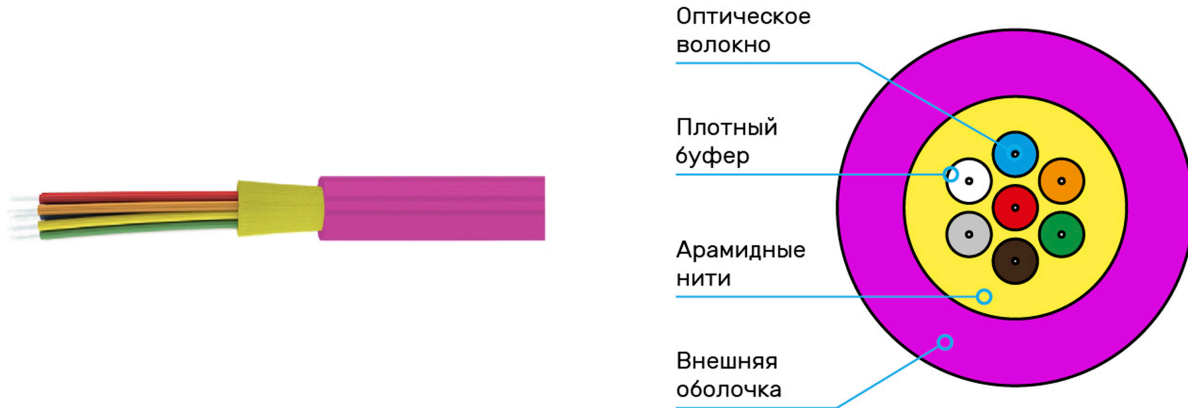 Оптическое
волокно
Плотный
буфер
Арамидные
нити
Внешняя
оболочка